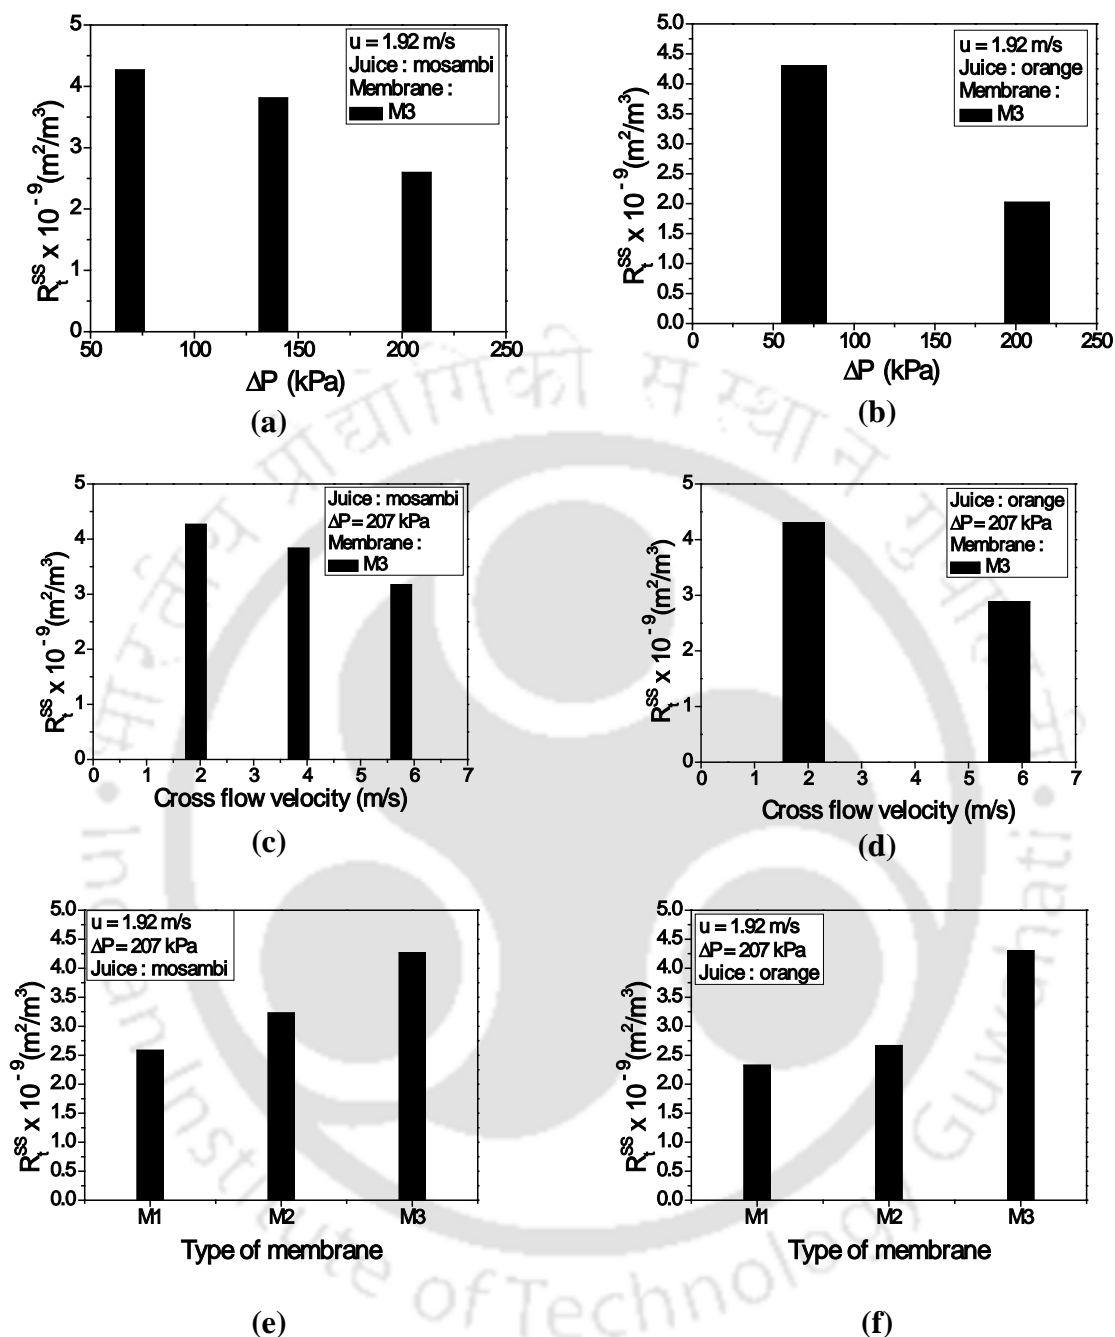 5
4
3
2
1
0
50
100
150
200
250
R_t^SS x 10^-9 (m²/m³)
u = 1.92 m/s
Juice : mosambi
Membrane :
M3
ΔP (kPa)
(a)
5.0
4.5
4.0
3.5
3.0
2.5
2.0
1.5
1.0
0.5
0.0
0
50
100
150
200
250
R_t^SS x 10^-9 (m²/m³)
u = 1.92 m/s
Juice : orange
Membrane :
M3
ΔP (kPa)
(b)
5
4
3
2
1
0
0
1
2
3
4
5
6
7
R_t^SS x 10^-9 (m²/m³)
Juice : mosambi
ΔP = 207 kPa
Membrane :
M3
Cross flow velocity (m/s)
(c)
5
4
3
2
1
0
0
1
2
3
4
5
6
7
R_t^SS x 10^-9 (m²/m³)
Juice : orange
ΔP = 207 kPa
Membrane :
M3
Cross flow velocity (m/s)
(d)
5.0
4.5
4.0
3.5
3.0
2.5
2.0
1.5
1.0
0.5
0.0
M1
M2
M3
R_t^SS x 10^-9 (m²/m³)
u = 1.92 m/s
ΔP = 207 kPa
Juice : mosambi
Type of membrane
(e)
5.0
4.5
4.0
3.5
3.0
2.5
2.0
1.5
1.0
0.5
0.0
M1
M2
M3
R_t^SS x 10^-9 (m²/m³)
u = 1.92 m/s
ΔP = 207 kPa
Juice : orange
Type of membrane
(f)
Indian Institute of Technology Guwahati